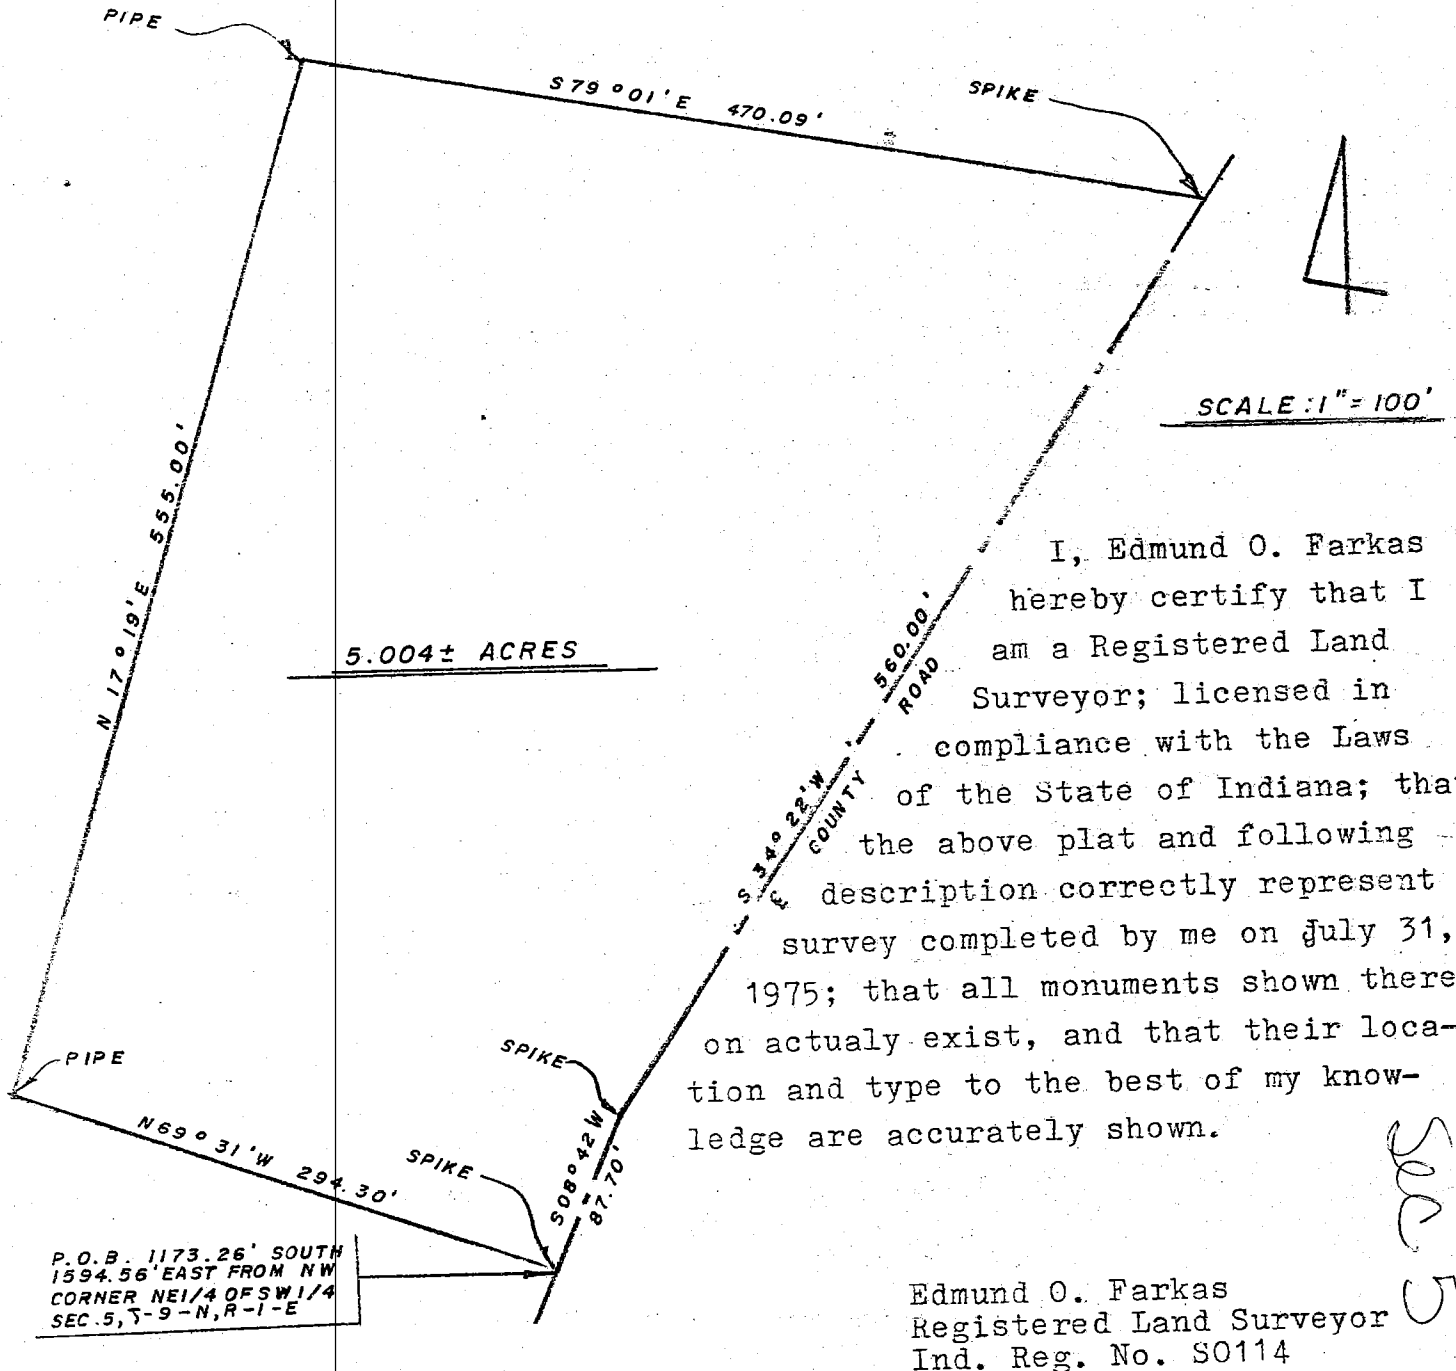 PIPE
S 79°01'E 470.09'
SPIKE
SCALE: 1" = 100'
N 17°19'E 555.00'
5.004± ACRES
S 34°22'W 560.00'
℄ COUNTY ROAD
I, Edmund O. Farkas
hereby certify that I
am a Registered Land
Surveyor; licensed in
compliance with the Laws
of the State of Indiana; tha
the above plat and following
description correctly represent
survey completed by me on July 31,
1975; that all monuments shown there
on actualy exist, and that their loca-
tion and type to the best of my know-
ledge are accurately shown.
PIPE
SPIKE
S08°42'W
87.70'
N69°31'W 294.30'
SPIKE
P.O.B. 1173.26' SOUTH
1594.56' EAST FROM NW
CORNER NE1/4 OF SW1/4
SEC.5, T-9-N, R-1-E
Sec 5
Edmund O. Farkas
Registered Land Surveyor
Ind. Reg. No. S0114